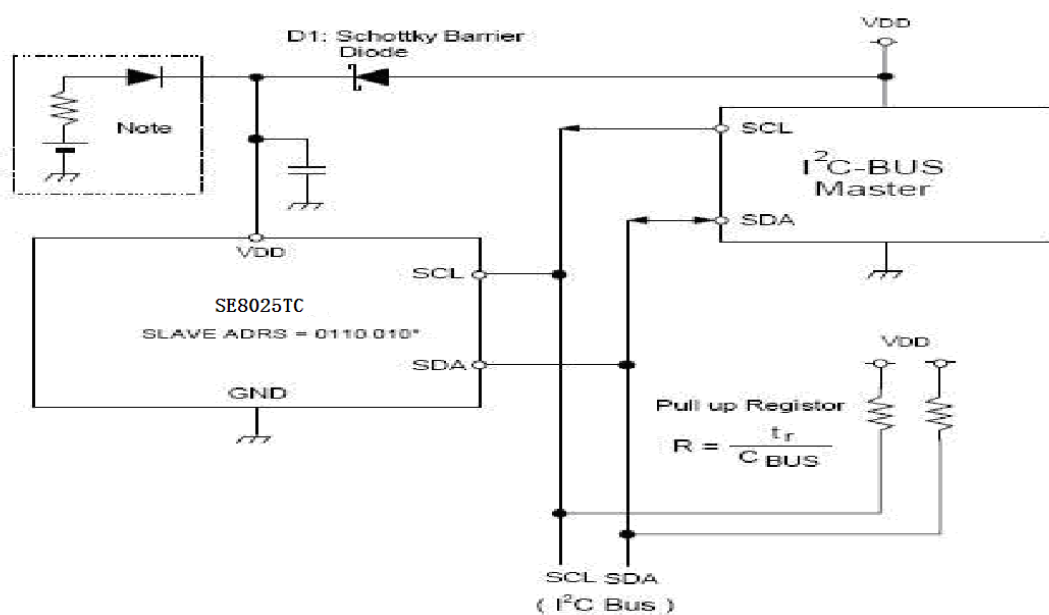 VDD
D1: Schottky Barrier
Diode
Note
SCL
I²C-BUS
Master
SDA
VDD
SCL
SE8025TC
SLAVE ADRS = 0110 010*
SDA
GND
VDD
Pull up Registor
R = tr / C BUS
SCL SDA
( I²C Bus )